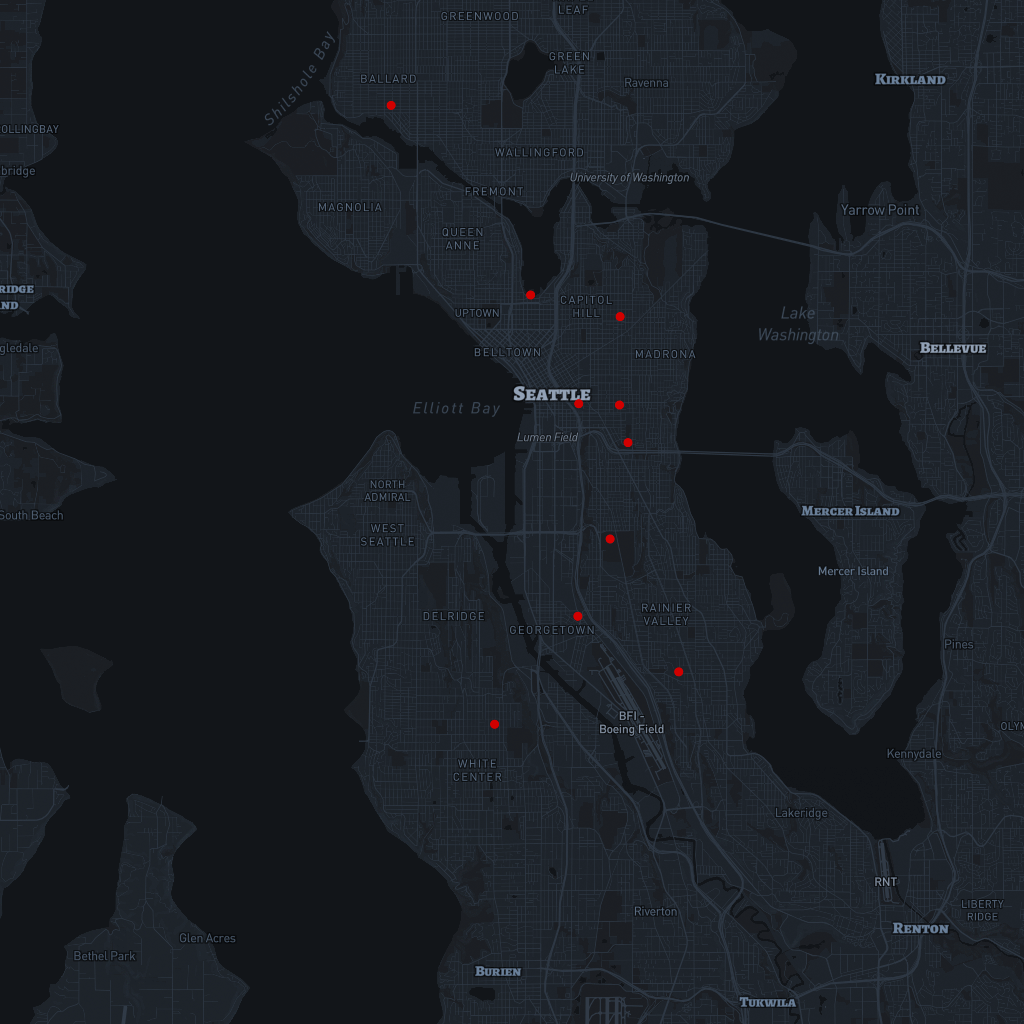 LEAF
GREENWOOD
GREEN
LAKE
BALLARD
Ravenna
KIRKLAND
Shilshole Bay
OLLINGBAY
WALLINGFORD
bridge
University of Washington
FREMONT
MAGNOLIA
Yarrow Point
QUEEN
ANNE
RIDGE
ND
CAPITOL
HILL
UPTOWN
Lake
Washington
gledale
BELLTOWN
MADRONA
BELLEVUE
SEATTLE
Elliott Bay
Lumen Field
NORTH
ADMIRAL
South Beach
MERCER ISLAND
WEST
SEATTLE
Mercer Island
DELRIDGE
RAINIER
VALLEY
GEORGETOWN
Pines
BFI -
Boeing Field
OLYM
Kennydale
WHITE
CENTER
Lakeridge
RNT
Riverton
LIBERTY
RIDGE
RENTON
Glen Acres
Bethel Park
BURIEN
TUKWILA